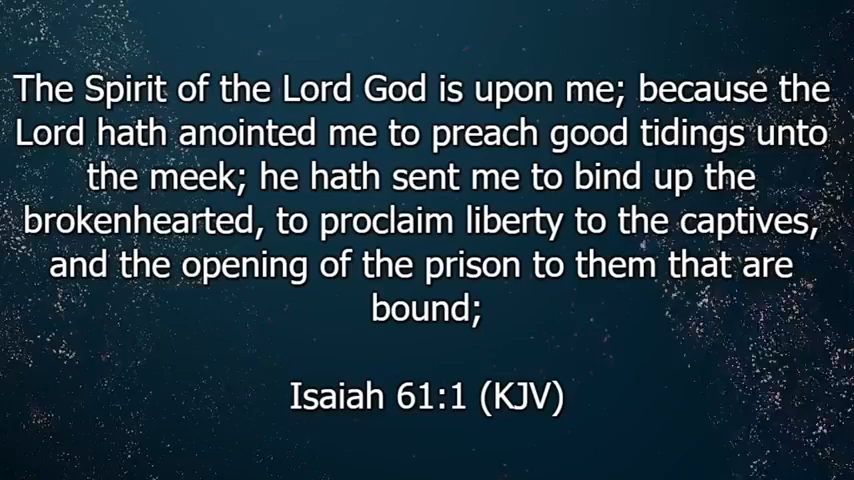 The Spirit of the Lord God is upon me; because the
Lord hath anointed me to preach good tidings unto
the meek; he hath sent me to bind up the
brokenhearted, to proclaim liberty to the captives,
and the opening of the prison to them that are
bound;
Isaiah 61:1 (KJV)